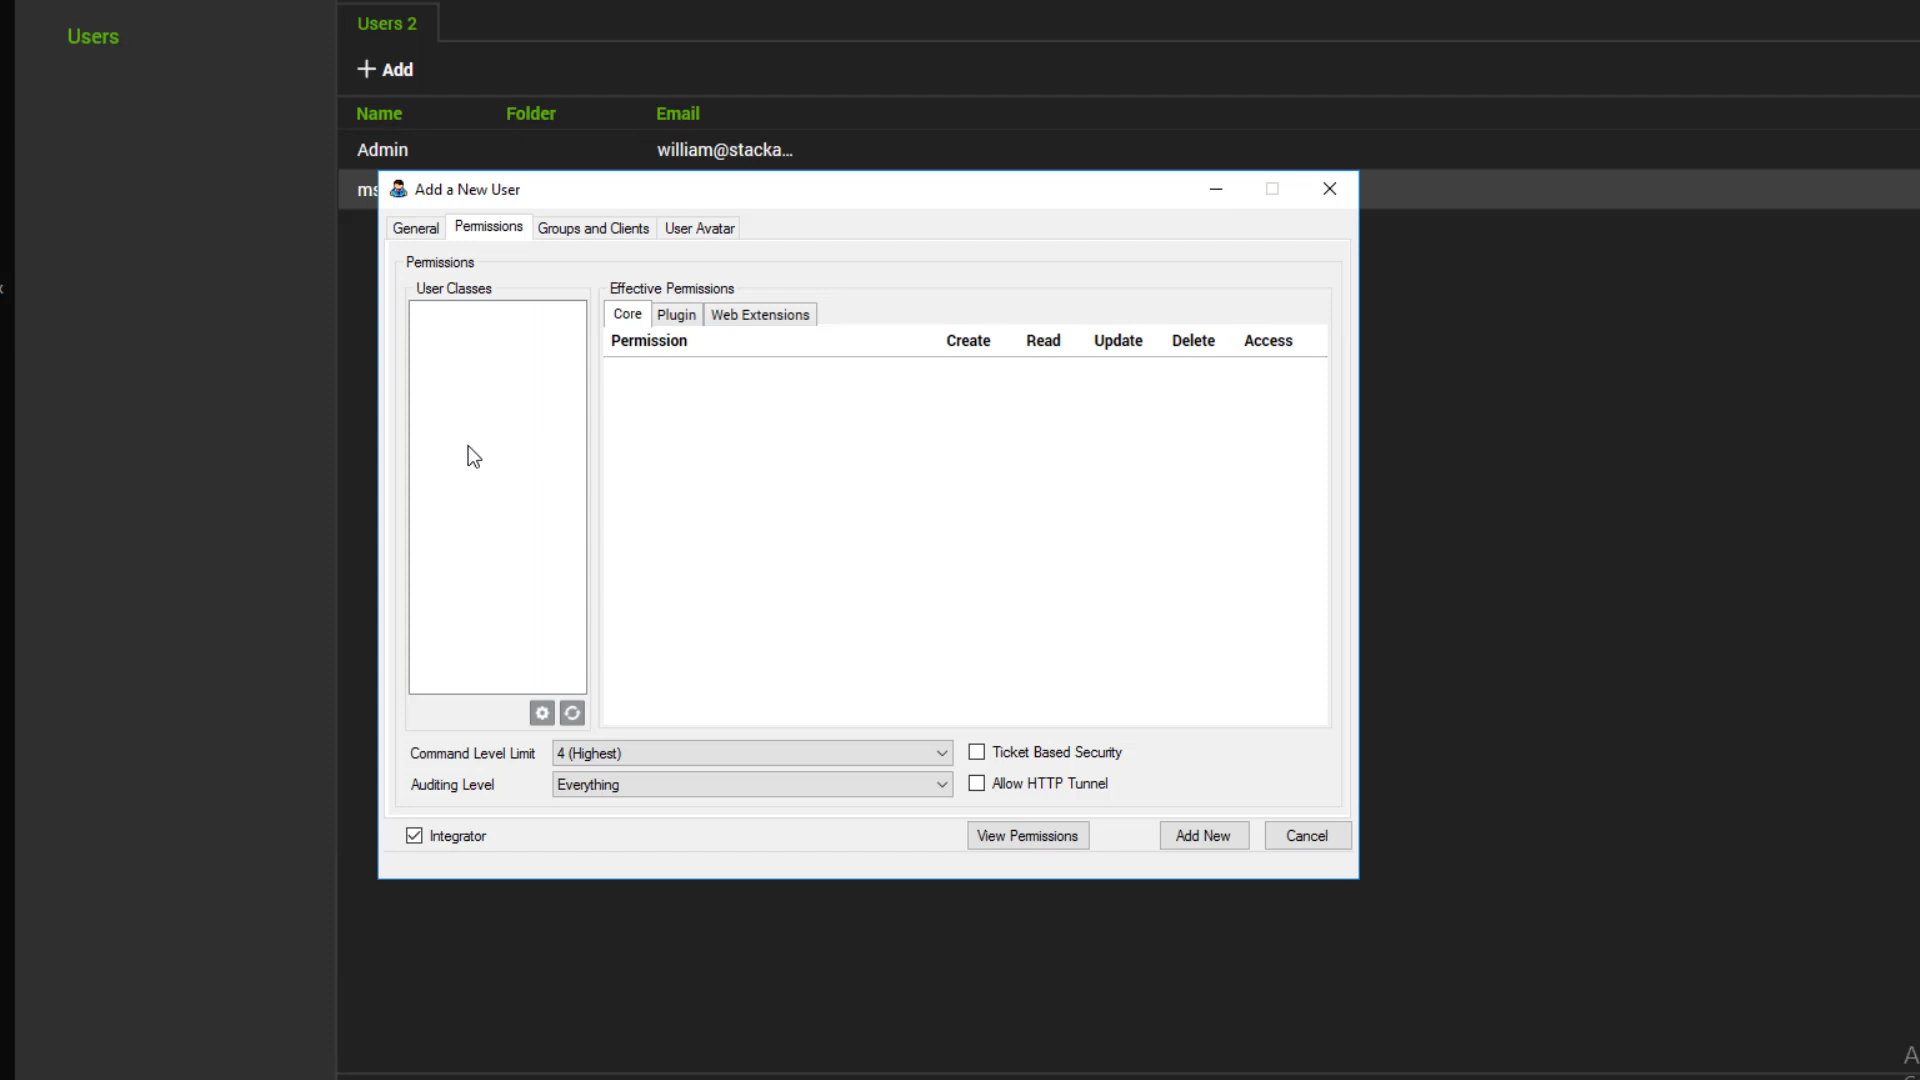 Users
Users 2
Add
Name Folder Email
Admin william@stacka...
ms
Add a New User
General Permissions Groups and Clients User Avatar
Permissions
User Classes Effective Permissions
Core Plugin Web Extensions
Permission Create Read Update Delete Access
Command Level Limit 4 (Highest) Ticket Based Security
Auditing Level Everything Allow HTTP Tunnel
Integrator View Permissions Add New Cancel
A